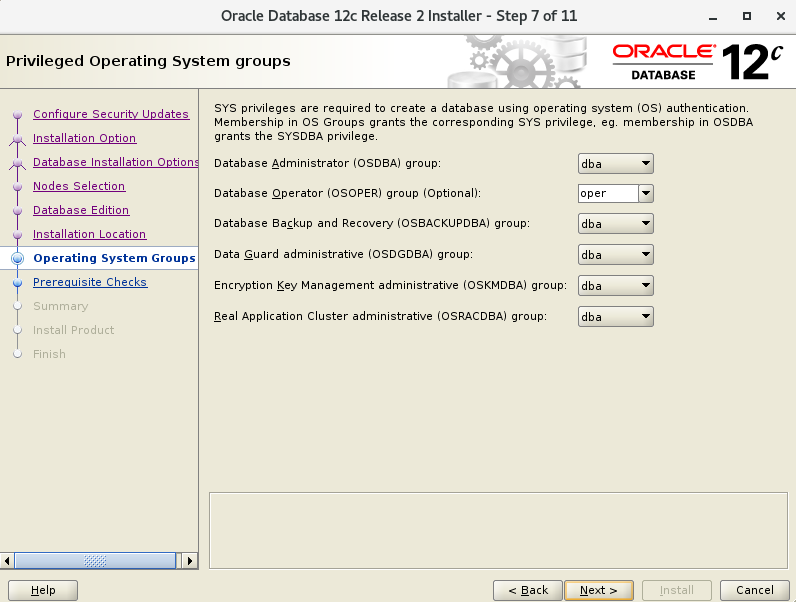 Oracle Database 12c Release 2 Installer - Step 7 of 11
Privileged Operating System groups
ORACLE
DATABASE
12c
Configure Security Updates
Installation Option
Database Installation Options
Nodes Selection
Database Edition
Installation Location
Operating System Groups
Prerequisite Checks
Summary
Install Product
Finish
SYS privileges are required to create a database using operating system (OS) authentication.
Membership in OS Groups grants the corresponding SYS privilege, eg. membership in OSDBA
grants the SYSDBA privilege.
Database Administrator (OSDBA) group: dba
Database Operator (OSOPER) group (Optional): oper
Database Backup and Recovery (OSBACKUPDBA) group: dba
Data Guard administrative (OSDGDBA) group: dba
Encryption Key Management administrative (OSKMDBA) group: dba
Real Application Cluster administrative (OSRACDBA) group: dba
Help < Back Next > Install Cancel